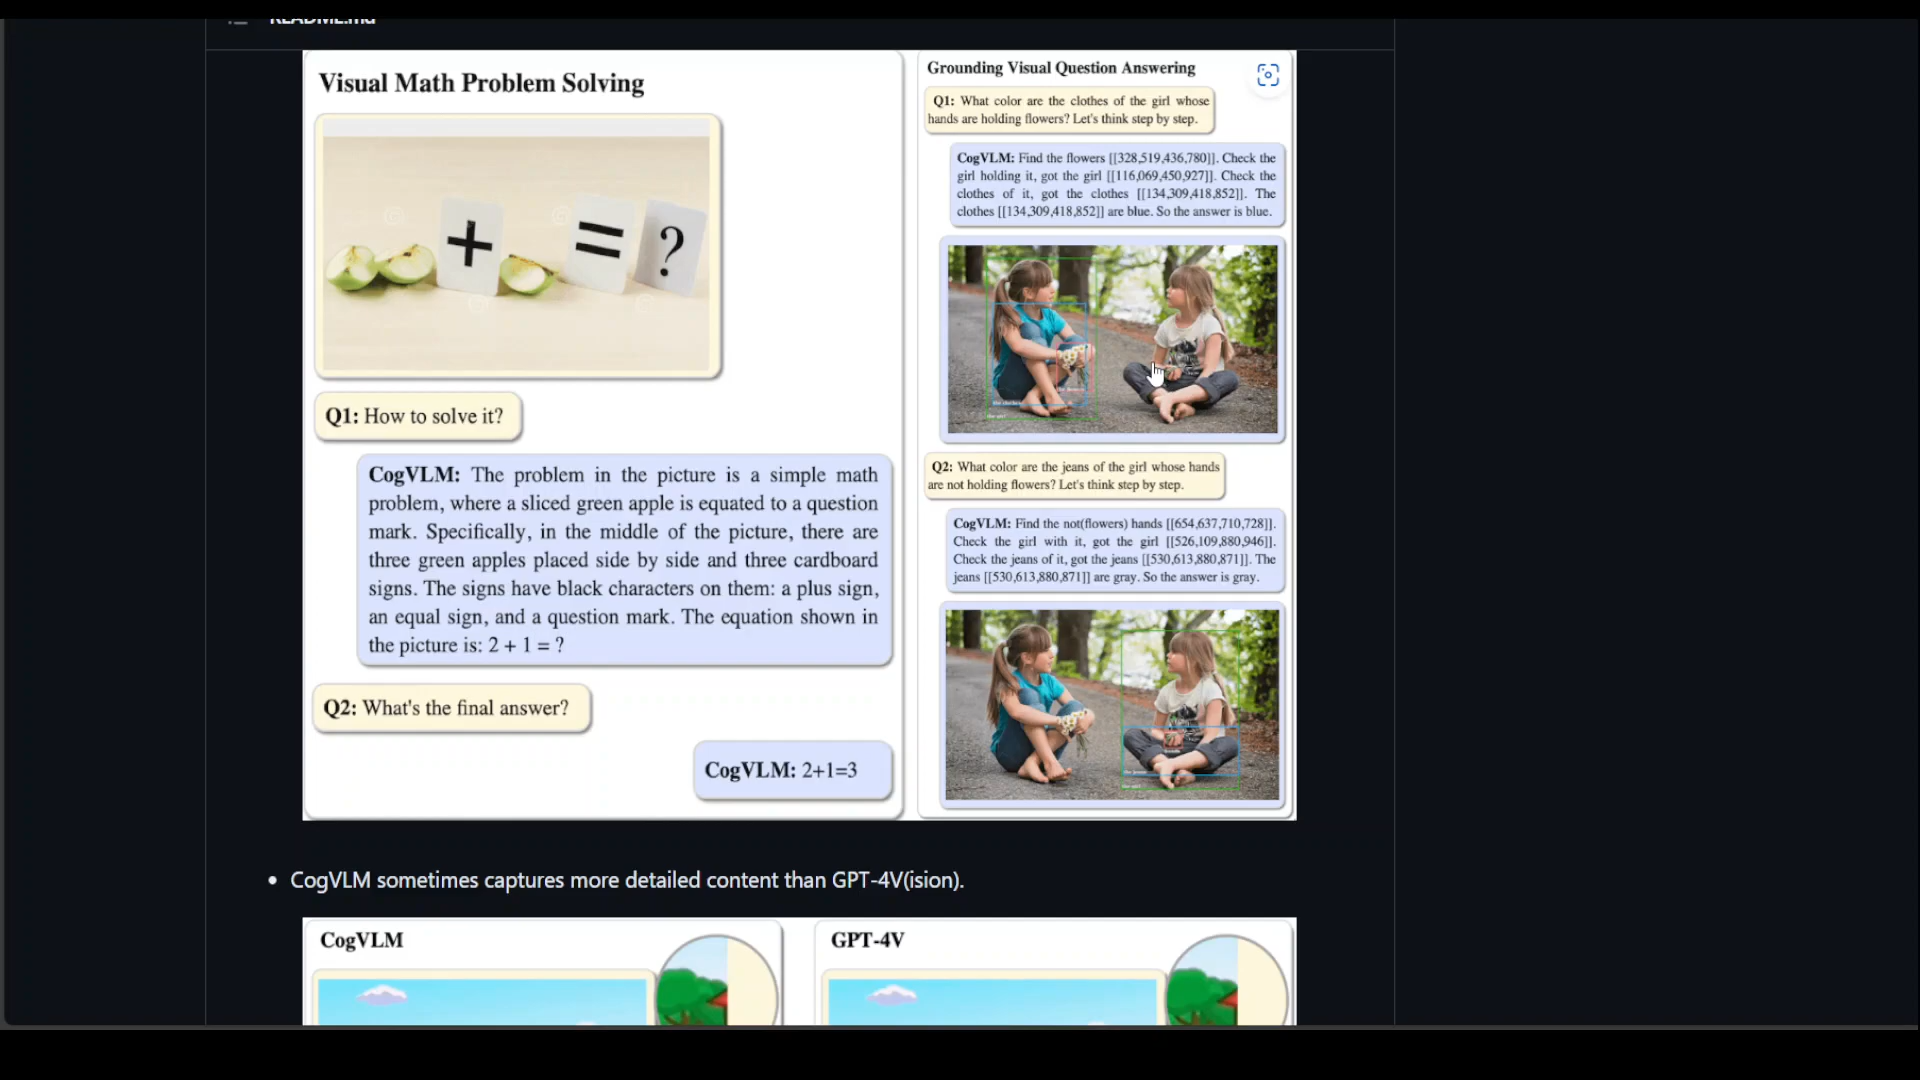 README.md
Visual Math Problem Solving
+ = ?
Q1: How to solve it?
CogVLM: The problem in the picture is a simple math
problem, where a sliced green apple is equated to a question
mark. Specifically, in the middle of the picture, there are
three green apples placed side by side and three cardboard
signs. The signs have black characters on them: a plus sign,
an equal sign, and a question mark. The equation shown in
the picture is: 2 + 1 = ?
Q2: What's the final answer?
CogVLM: 2+1=3
Grounding Visual Question Answering
Q1: What color are the clothes of the girl whose
hands are holding flowers? Let's think step by step.
CogVLM: Find the flowers [[328,519,436,780]]. Check the
girl holding it, got the girl [[116,069,450,927]]. Check the
clothes of it, got the clothes [[134,309,418,852]]. The
clothes [[134,309,418,852]] are blue. So the answer is blue.
Q2: What color are the jeans of the girl whose hands
are not holding flowers? Let's think step by step.
CogVLM: Find the not(flowers) hands [[654,637,710,728]].
Check the girl with it, got the girl [[526,109,880,946]].
Check the jeans of it, got the jeans [[530,613,880,871]]. The
jeans [[530,613,880,871]] are gray. So the answer is gray.
• CogVLM sometimes captures more detailed content than GPT-4V(ision).
CogVLM
GPT-4V